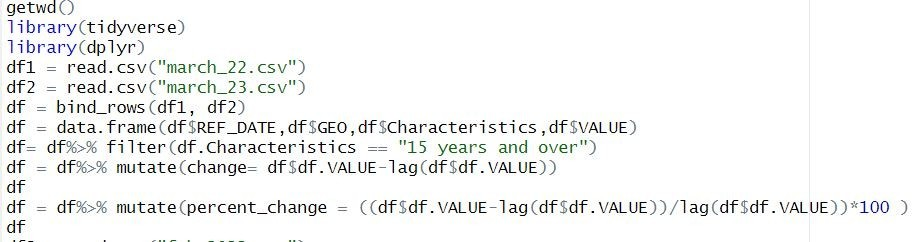 getwd()
library(tidyverse)
library(dplyr)
df1 = read.csv("march_22.csv")
df2 = read.csv("march_23.csv")
df = bind_rows(df1, df2)
df = data.frame(df$REF_DATE,df$GEO,df$Characteristics,df$VALUE)
df= df%>% filter(df.Characteristics == "15 years and over")
df = df%>% mutate(change= df$df.VALUE-lag(df$df.VALUE))
df
df = df%>% mutate(percent_change = ((df$df.VALUE-lag(df$df.VALUE))/lag(df$df.VALUE))*100 )
df